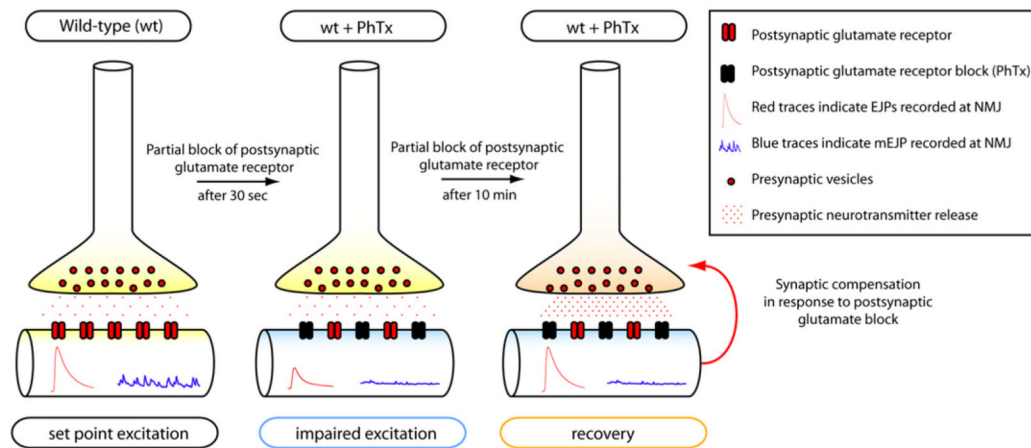 Wild-type (wt)
wt + PhTx
wt + PhTx
Partial block of postsynaptic
glutamate receptor
after 30 sec
Partial block of postsynaptic
glutamate receptor
after 10 min
Postsynaptic glutamate receptor
Postsynaptic glutamate receptor block (PhTx)
Red traces indicate EJPs recorded at NMJ
Blue traces indicate mEJP recorded at NMJ
Presynaptic vesicles
Presynaptic neurotransmitter release
Synaptic compensation
in response to postsynaptic
glutamate block
set point excitation
impaired excitation
recovery